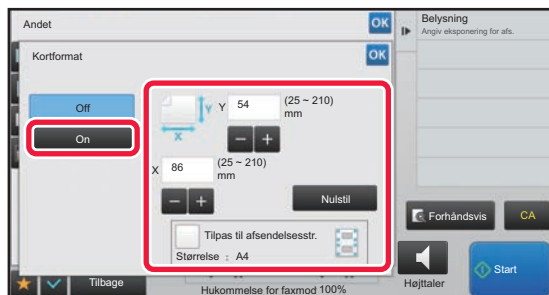 Andet
OK
Kortformat
OK
Off
On
Y
X
Y
54
(25 ~ 210)
mm
X
86
(25 ~ 210)
mm
Nulstil
Tilpas til afsendelsesstr.
Størrelse : A4
Belysning
Angiv eksponering for afs.
Forhåndsvis
CA
Tilbage
Hukommelse for faxmod 100%
Højttaler
Start